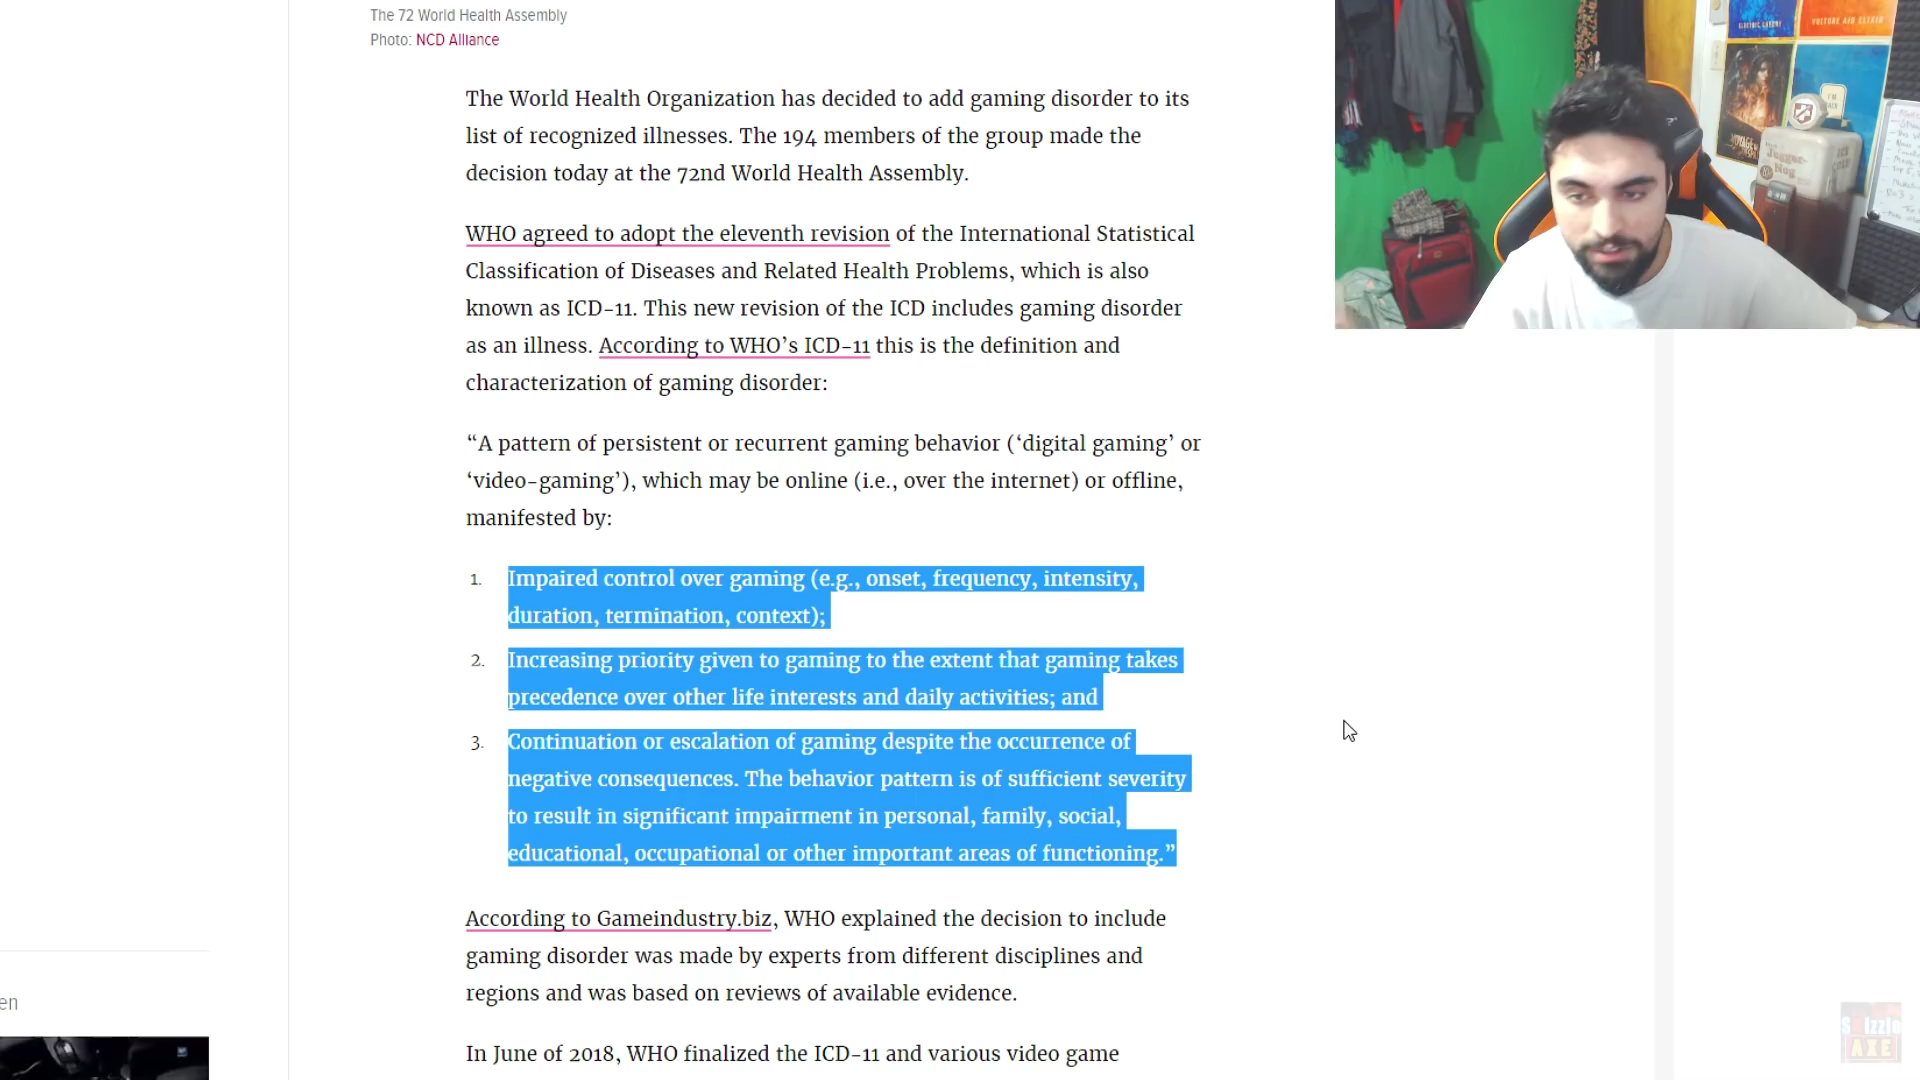 The 72 World Health Assembly
Photo: NCD Alliance
The World Health Organization has decided to add gaming disorder to its
list of recognized illnesses. The 194 members of the group made the
decision today at the 72nd World Health Assembly.
WHO agreed to adopt the eleventh revision of the International Statistical
Classification of Diseases and Related Health Problems, which is also
known as ICD-11. This new revision of the ICD includes gaming disorder
as an illness. According to WHO’s ICD-11 this is the definition and
characterization of gaming disorder:
“A pattern of persistent or recurrent gaming behavior (‘digital gaming’ or
‘video-gaming’), which may be online (i.e., over the internet) or offline,
manifested by:
1. Impaired control over gaming (e.g., onset, frequency, intensity,
duration, termination, context);
2. Increasing priority given to gaming to the extent that gaming takes
precedence over other life interests and daily activities; and
3. Continuation or escalation of gaming despite the occurrence of
negative consequences. The behavior pattern is of sufficient severity
to result in significant impairment in personal, family, social,
educational, occupational or other important areas of functioning.”
According to Gameindustry.biz, WHO explained the decision to include
gaming disorder was made by experts from different disciplines and
regions and was based on reviews of available evidence.
In June of 2018, WHO finalized the ICD-11 and various video game
en
VULTURE AID ELIXIR
Jugger-
Nog
ICE
COLD
AXE